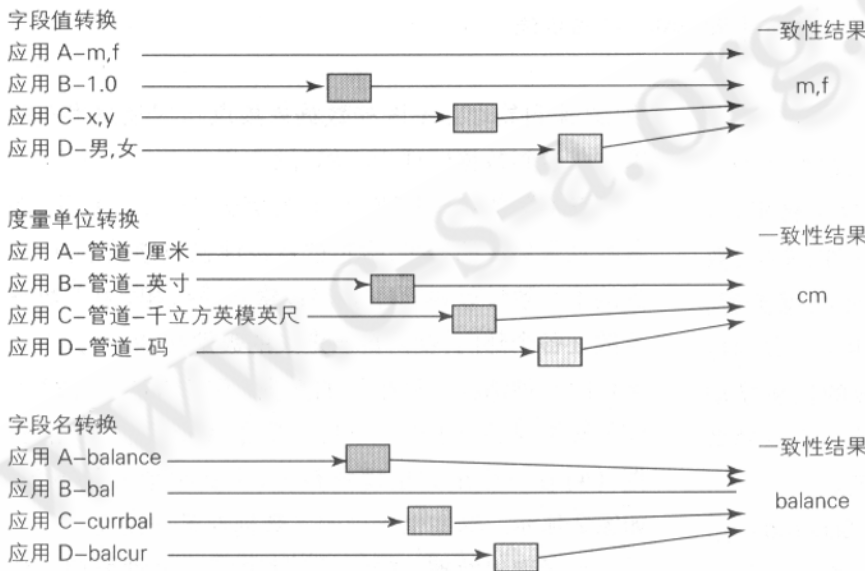 字段值转换
一致性结果
应用 A-m,f
应用 B-1.0
m,f
应用 C-x,y
应用 D-男,女
度量单位转换
一致性结果
应用 A-管道-厘米
应用 B-管道-英寸
cm
应用 C-管道-千立方英模英尺
应用 D-管道-码
字段名转换
一致性结果
应用 A-balance
应用 B-bal
balance
应用 C-currbal
应用 D-balcur
www.e-s-a.org.